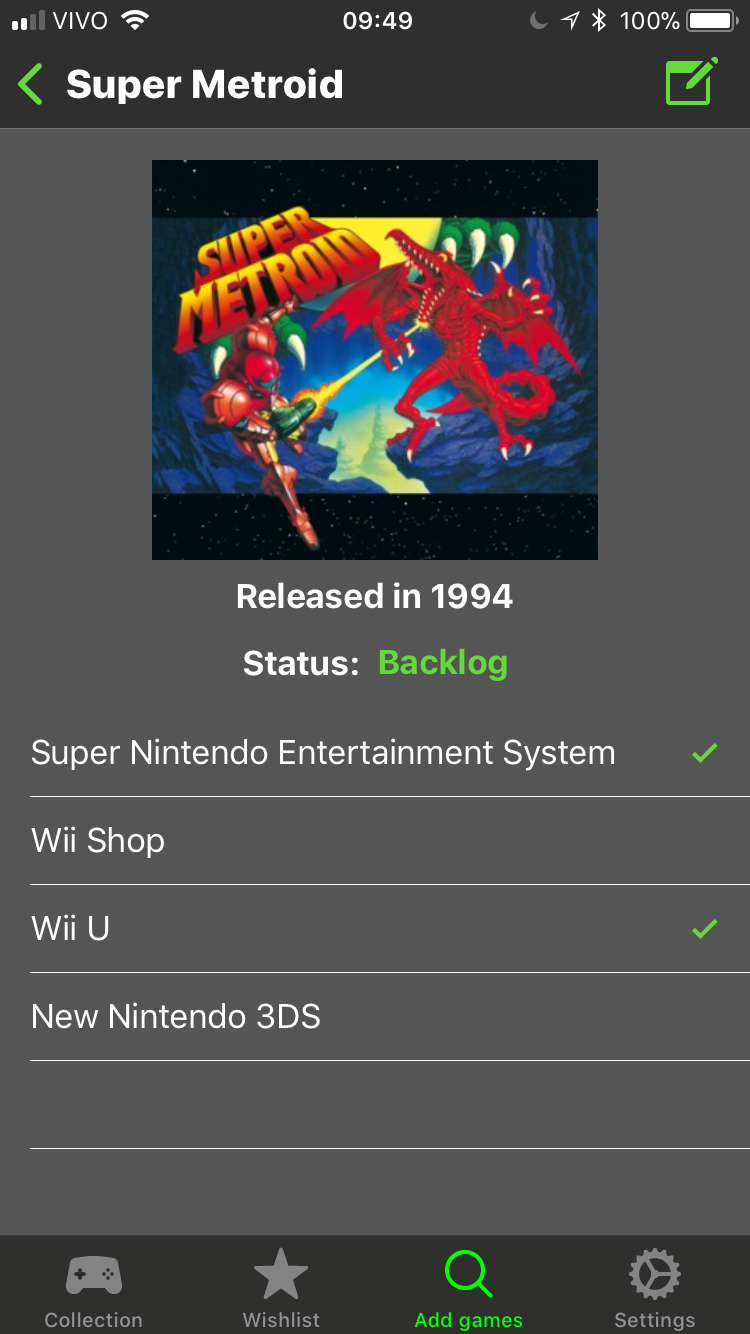 VIVO 09:49 100%
Super Metroid
SUPER
METROID
Released in 1994
Status: Backlog
Super Nintendo Entertainment System
Wii Shop
Wii U
New Nintendo 3DS
Collection Wishlist Add games Settings